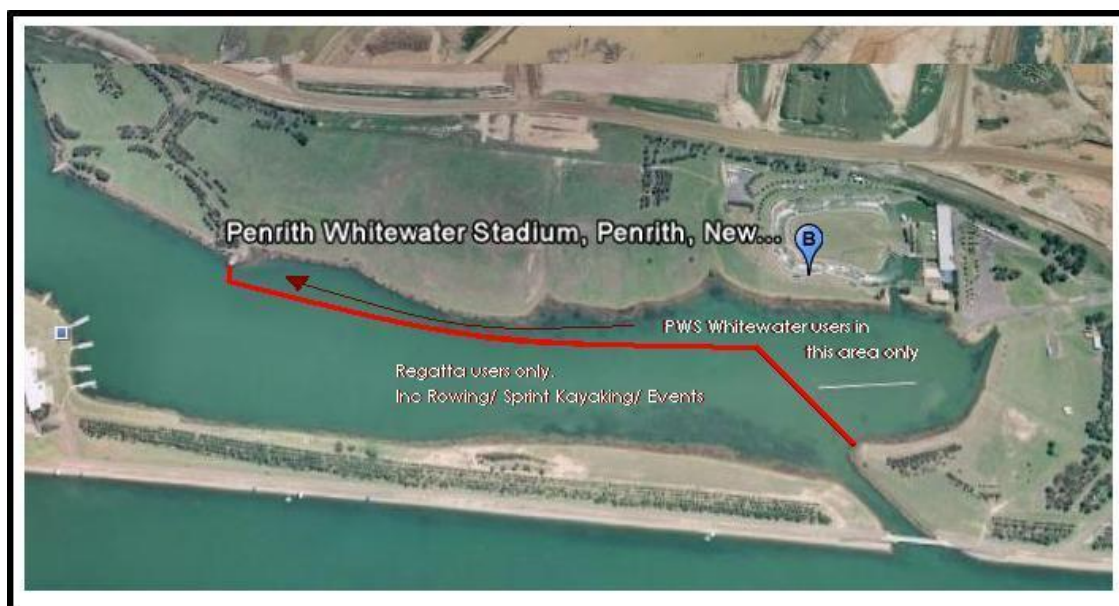 Penrith Whitewater Stadium, Penrith, New...
B
PWS Whitewater users in
this area only
Regatta users only.
Inc Rowing/ Sprint Kayaking/ Events